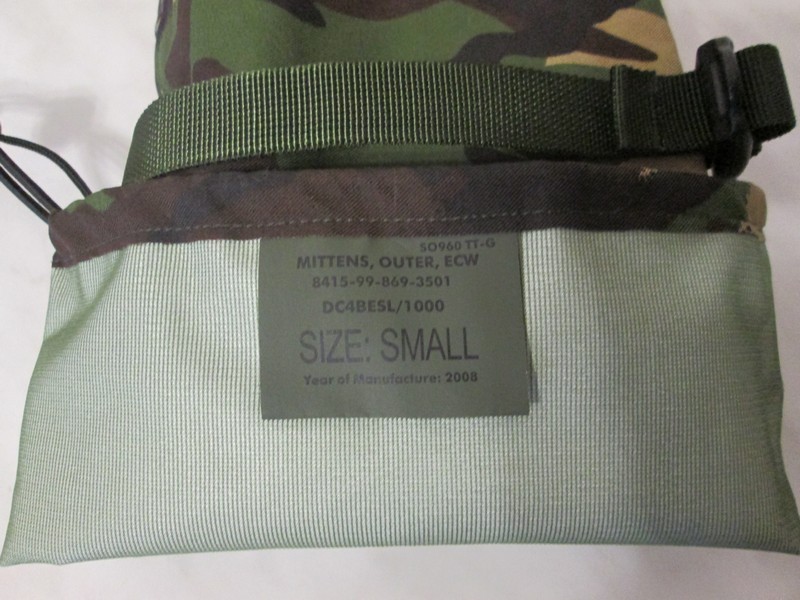 SO960 TT-G
MITTENS, OUTER, ECW
8415-99-869-3501
DC4BESL/1000
SIZE: SMALL
Year of Manufacture: 2008